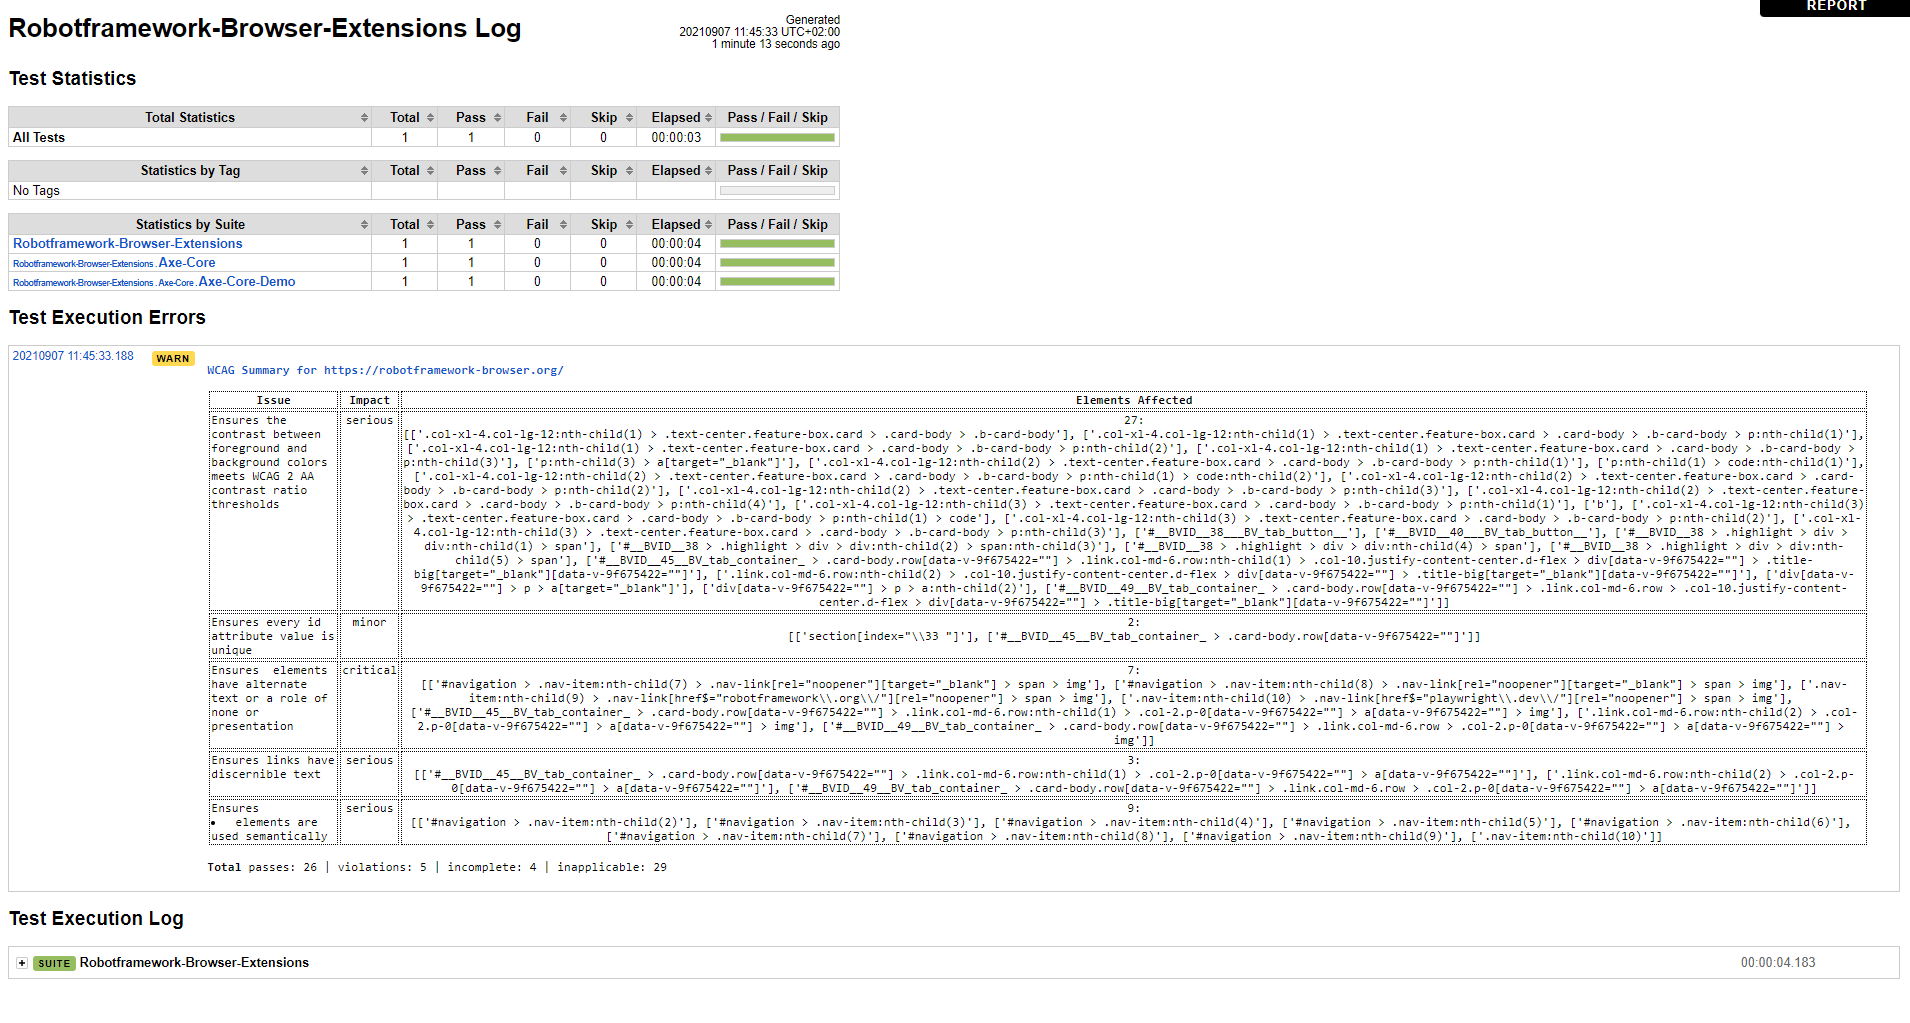 REPORT
Robotframework-Browser-Extensions Log
Generated
20210907 11:45:33 UTC+02:00
1 minute 13 seconds ago
Test Statistics
Total Statistics Total Pass Fail Skip Elapsed Pass / Fail / Skip
All Tests 1 1 0 0 00:00:03
Statistics by Tag Total Pass Fail Skip Elapsed Pass / Fail / Skip
No Tags
Statistics by Suite Total Pass Fail Skip Elapsed Pass / Fail / Skip
Robotframework-Browser-Extensions 1 1 0 0 00:00:04
Robotframework-Browser-Extensions . Axe-Core 1 1 0 0 00:00:04
Robotframework-Browser-Extensions . Axe-Core . Axe-Core-Demo 1 1 0 0 00:00:04
Test Execution Errors
20210907 11:45:33.188 WARN
WCAG Summary for https://robotframework-browser.org/
Issue Impact Elements Affected
Ensures the
contrast between
foreground and
background colors
meets WCAG 2 AA
contrast ratio
thresholds
serious
27:
[['.col-xl-4.col-lg-12:nth-child(1) > .text-center.feature-box.card > .card-body > .b-card-body'], ['.col-xl-4.col-lg-12:nth-child(1) > .text-center.feature-box.card > .card-body > .b-card-body > p:nth-child(1)'],
['.col-xl-4.col-lg-12:nth-child(1) > .text-center.feature-box.card > .card-body > .b-card-body > p:nth-child(2)'], ['.col-xl-4.col-lg-12:nth-child(1) > .text-center.feature-box.card > .card-body > .b-card-body >
p:nth-child(3)'], ['p:nth-child(3) > a[target="_blank"]'], ['.col-xl-4.col-lg-12:nth-child(2) > .text-center.feature-box.card > .card-body > .b-card-body > p:nth-child(1)'], ['p:nth-child(1) > code:nth-child(1)'],
['.col-xl-4.col-lg-12:nth-child(2) > .text-center.feature-box.card > .card-body > .b-card-body > p:nth-child(1) > code:nth-child(2)'], ['.col-xl-4.col-lg-12:nth-child(2) > .text-center.feature-box.card > .card-
body > .b-card-body > p:nth-child(2)'], ['.col-xl-4.col-lg-12:nth-child(2) > .text-center.feature-box.card > .card-body > .b-card-body > p:nth-child(3)'], ['.col-xl-4.col-lg-12:nth-child(2) > .text-center.feature-
box.card > .card-body > .b-card-body > p:nth-child(4)'], ['.col-xl-4.col-lg-12:nth-child(3) > .text-center.feature-box.card > .card-body > .b-card-body > p:nth-child(1)'], ['b'], ['.col-xl-4.col-lg-12:nth-child(3)
> .text-center.feature-box.card > .card-body > .b-card-body > p:nth-child(1) > code'], ['.col-xl-4.col-lg-12:nth-child(3) > .text-center.feature-box.card > .card-body > .b-card-body > p:nth-child(2)'], ['.col-xl-
4.col-lg-12:nth-child(3) > .text-center.feature-box.card > .card-body > .b-card-body > p:nth-child(3)'], ['#__BVID__38___BV_tab_button__'], ['#__BVID__40___BV_tab_button__'], ['#__BVID__38 > .highlight > div >
div:nth-child(1) > span'], ['#__BVID__38 > .highlight > div > div:nth-child(2) > span:nth-child(3)'], ['#__BVID__38 > .highlight > div > div:nth-child(4) > span'], ['#__BVID__38 > .highlight > div > div:nth-
child(5) > span'], ['#__BVID__45__BV_tab_container_ > .card-body.row[data-v-9f675422=""] > .link.col-md-6.row:nth-child(1) > .col-10.justify-content-center.d-flex > div[data-v-9f675422=""] > .title-
big[target="_blank"][data-v-9f675422=""]'], ['.link.col-md-6.row:nth-child(2) > .col-10.justify-content-center.d-flex > div[data-v-9f675422=""] > .title-big[target="_blank"][data-v-9f675422=""]'], ['div[data-v-
9f675422=""] > p > a[target="_blank"]'], ['div[data-v-9f675422=""] > p > a:nth-child(2)'], ['#__BVID__49__BV_tab_container_ > .card-body.row[data-v-9f675422=""] > .link.col-md-6.row > .col-10.justify-content-
center.d-flex > div[data-v-9f675422=""] > .title-big[target="_blank"][data-v-9f675422=""]']]
Ensures every id
attribute value is
unique
minor
2:
[['section[index="\\33 "]'], ['#__BVID__45__BV_tab_container_ > .card-body.row[data-v-9f675422=""]']]
Ensures elements
have alternate
text or a role of
none or
presentation
critical
7:
[['#navigation > .nav-item:nth-child(7) > .nav-link[rel="noopener"][target="_blank"] > span > img'], ['#navigation > .nav-item:nth-child(8) > .nav-link[rel="noopener"][target="_blank"] > span > img'], ['.nav-
item:nth-child(9) > .nav-link[href$="robotframework\\.org\\/"][rel="noopener"] > span > img'], ['.nav-item:nth-child(10) > .nav-link[href$="playwright\\.dev\\/"][rel="noopener"] > span > img'],
['#__BVID__45__BV_tab_container_ > .card-body.row[data-v-9f675422=""] > .link.col-md-6.row:nth-child(1) > .col-2.p-0[data-v-9f675422=""] > a[data-v-9f675422=""] > img'], ['.link.col-md-6.row:nth-child(2) > .col-
2.p-0[data-v-9f675422=""] > a[data-v-9f675422=""] > img'], ['#__BVID__49__BV_tab_container_ > .card-body.row[data-v-9f675422=""] > .link.col-md-6.row > .col-2.p-0[data-v-9f675422=""] > a[data-v-9f675422=""] >
img']]
Ensures links have
discernible text
serious
3:
[['#__BVID__45__BV_tab_container_ > .card-body.row[data-v-9f675422=""] > .link.col-md-6.row:nth-child(1) > .col-2.p-0[data-v-9f675422=""] > a[data-v-9f675422=""]'], ['.link.col-md-6.row:nth-child(2) > .col-2.p-
0[data-v-9f675422=""] > a[data-v-9f675422=""]'], ['#__BVID__49__BV_tab_container_ > .card-body.row[data-v-9f675422=""] > .link.col-md-6.row > .col-2.p-0[data-v-9f675422=""] > a[data-v-9f675422=""]']]
Ensures
• elements are
used semantically
serious
9:
[['#navigation > .nav-item:nth-child(2)'], ['#navigation > .nav-item:nth-child(3)'], ['#navigation > .nav-item:nth-child(4)'], ['#navigation > .nav-item:nth-child(5)'], ['#navigation > .nav-item:nth-child(6)'],
['#navigation > .nav-item:nth-child(7)'], ['#navigation > .nav-item:nth-child(8)'], ['#navigation > .nav-item:nth-child(9)'], ['.nav-item:nth-child(10)']]
Total passes: 26 | violations: 5 | incomplete: 4 | inapplicable: 29
Test Execution Log
+ SUITE Robotframework-Browser-Extensions 00:00:04.183